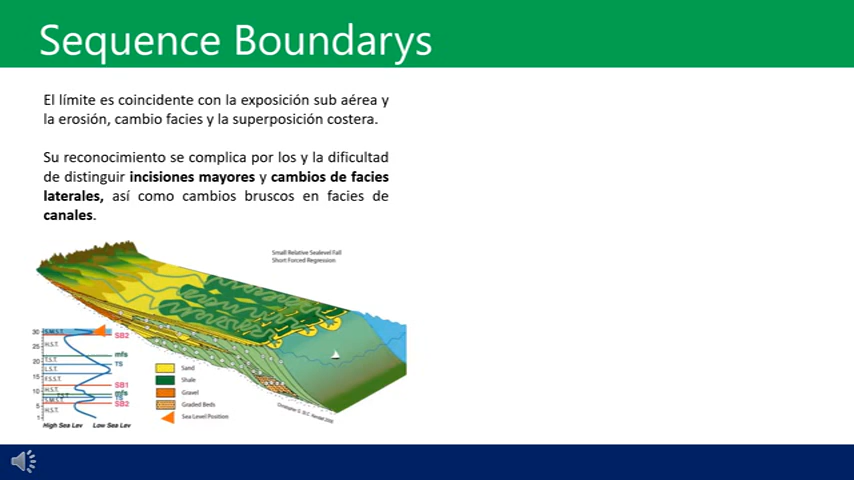 Sequence Boundarys
El límite es coincidente con la exposición sub aérea y
la erosión, cambio facies y la superposición costera.
Su reconocimiento se complica por los y la dificultad
de distinguir incisiones mayores y cambios de facies
laterales, así como cambios bruscos en facies de
canales.
Small Relative Sealevel Fall
Short Forced Regression
30
S.M.S.T.
SB2
H.S.T.
25
mfs
20
T.S.T.
TS
L.S.T.
15
F.S.S.T.
SB1
10
H.S.T.
T.S.T.
mfs
TS
5
S.M.S.T.
SB2
H.S.T.
1
High Sea Lev Low Sea Lev
Sand
Shale
Gravel
Graded Beds
Sea Level Position
Christopher G. St.C. Kendall